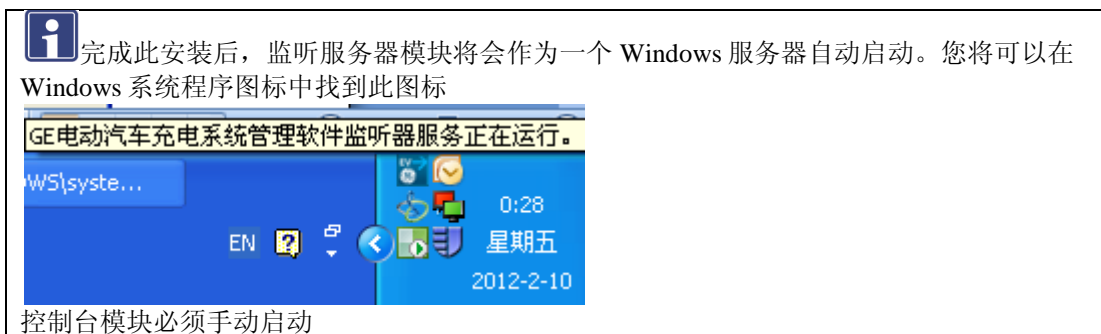 完成此安装后，监听服务器模块将会作为一个 Windows 服务器自动启动。您将可以在
Windows 系统程序图标中找到此图标
GE电动汽车充电系统管理软件监听器服务正在运行。
WS\syste...
EN
0:28
星期五
2012-2-10
控制台模块必须手动启动